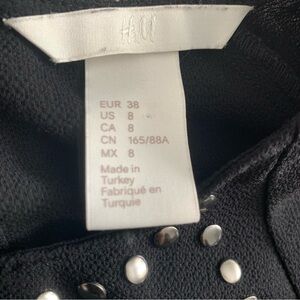 H&M
EUR 38
US 8
CA 8
CN 165/88A
MX 8
Made in
Turkey
Fabriqué en
Turquie